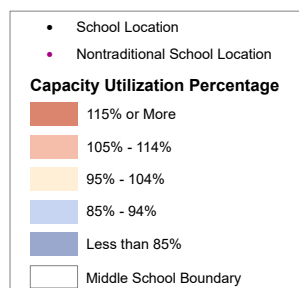 School Location
Nontraditional School Location
Capacity Utilization Percentage
115% or More
105% - 114%
95% - 104%
85% - 94%
Less than 85%
Middle School Boundary